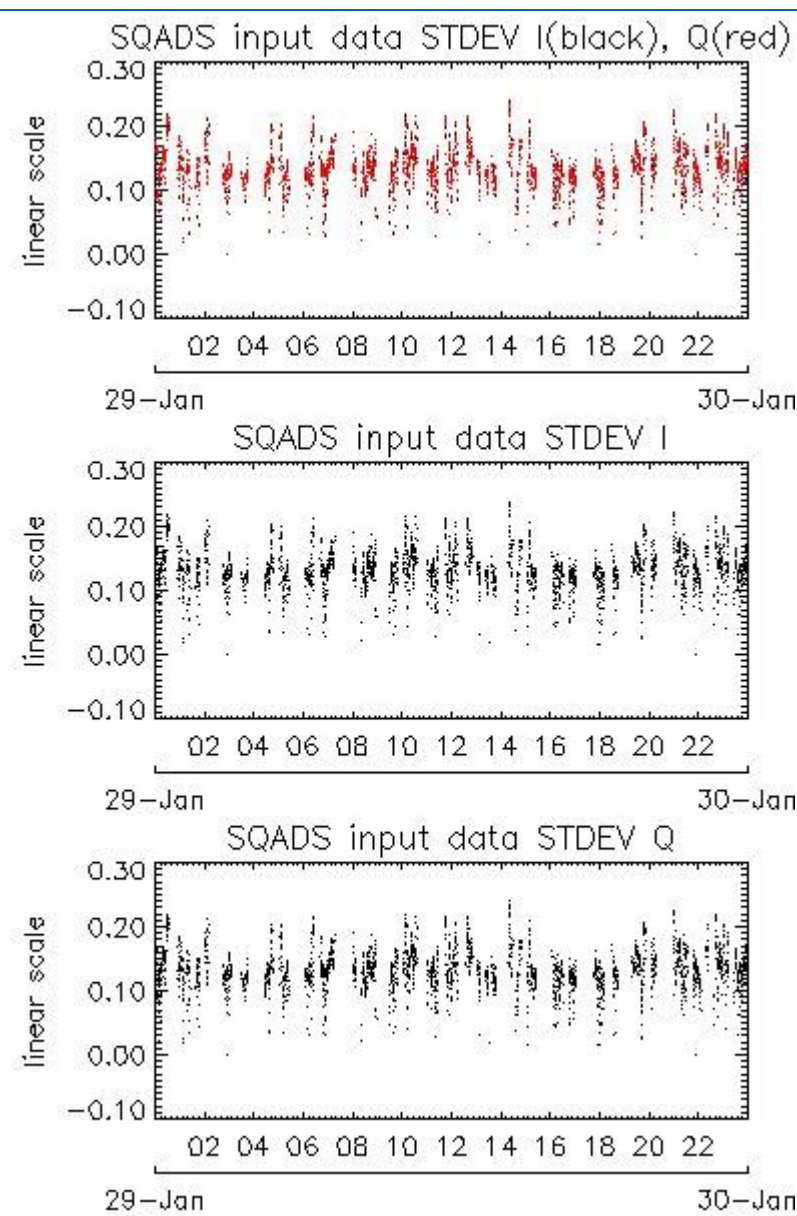 SQADS input data STDEV I(black), Q(red)
0.30
0.20
0.10
0.00
-0.10
linear scale
02 04 06 08 10 12 14 16 18 20 22
29-Jan 30-Jan
SQADS input data STDEV I
0.30
0.20
0.10
0.00
-0.10
linear scale
02 04 06 08 10 12 14 16 18 20 22
29-Jan 30-Jan
SQADS input data STDEV Q
0.30
0.20
0.10
0.00
-0.10
linear scale
02 04 06 08 10 12 14 16 18 20 22
29-Jan 30-Jan